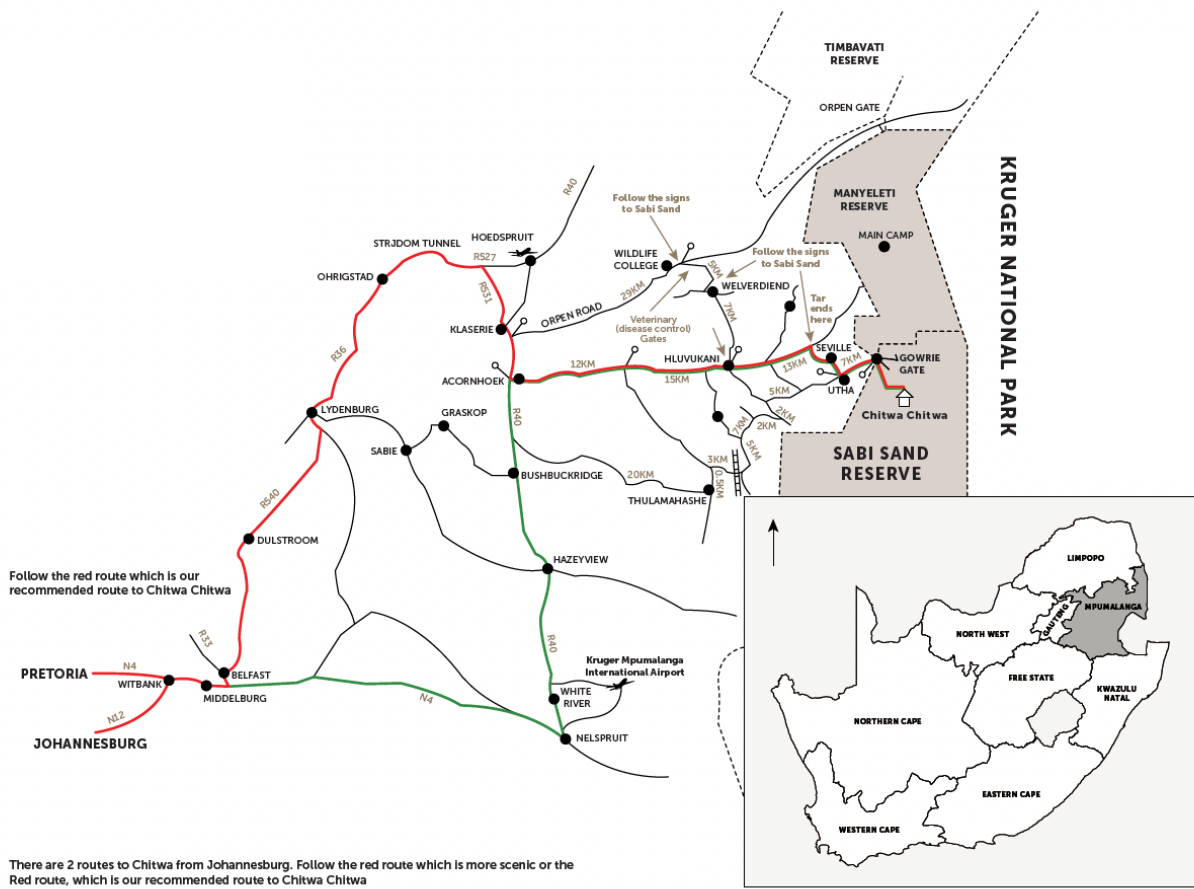 TIMBAVATI
RESERVE
ORPEN GATE
KRUGER NATIONAL PARK
MANYELETI
RESERVE
MAIN CAMP
R40
Follow the signs
to Sabi Sand
HOEDSPRUIT
STRJDOM TUNNEL
R527
WILDLIFE
COLLEGE
Follow the signs
to Sabi Sand
5KM
OHRIGSTAD
R531
29KM
WELVERDIEND
Tar
ends
here
ORPEN ROAD
7KM
KLASERIE
Veterinary
(disease control)
Gates
R36
SEVILLE
HLUVUKANI
7KM
GOWRIE
GATE
12KM
13KM
ACORNHOEK
15KM
5KM
UTHA
Chitwa Chitwa
LYDENBURG
GRASKOP
R40
2KM
2KM
7KM
SABIE
5KM
SABI SAND
RESERVE
3KM
BUSHBUCKRIDGE
20KM
0.5KM
THULAMAHASHE
R540
DULSTROOM
HAZEYVIEW
Follow the red route which is our
recommended route to Chitwa Chitwa
R33
R40
Kruger Mpumalanga
International Airport
PRETORIA
N4
BELFAST
WITBANK
MIDDELBURG
N4
WHITE
RIVER
N12
JOHANNESBURG
NELSPRUIT
LIMPOPO
MPUMALANGA
GAUTENG
NORTH WEST
FREE STATE
KWAZULU
NATAL
NORTHERN CAPE
EASTERN CAPE
WESTERN CAPE
There are 2 routes to Chitwa from Johannesburg. Follow the red route which is more scenic or the
Red route, which is our recommended route to Chitwa Chitwa